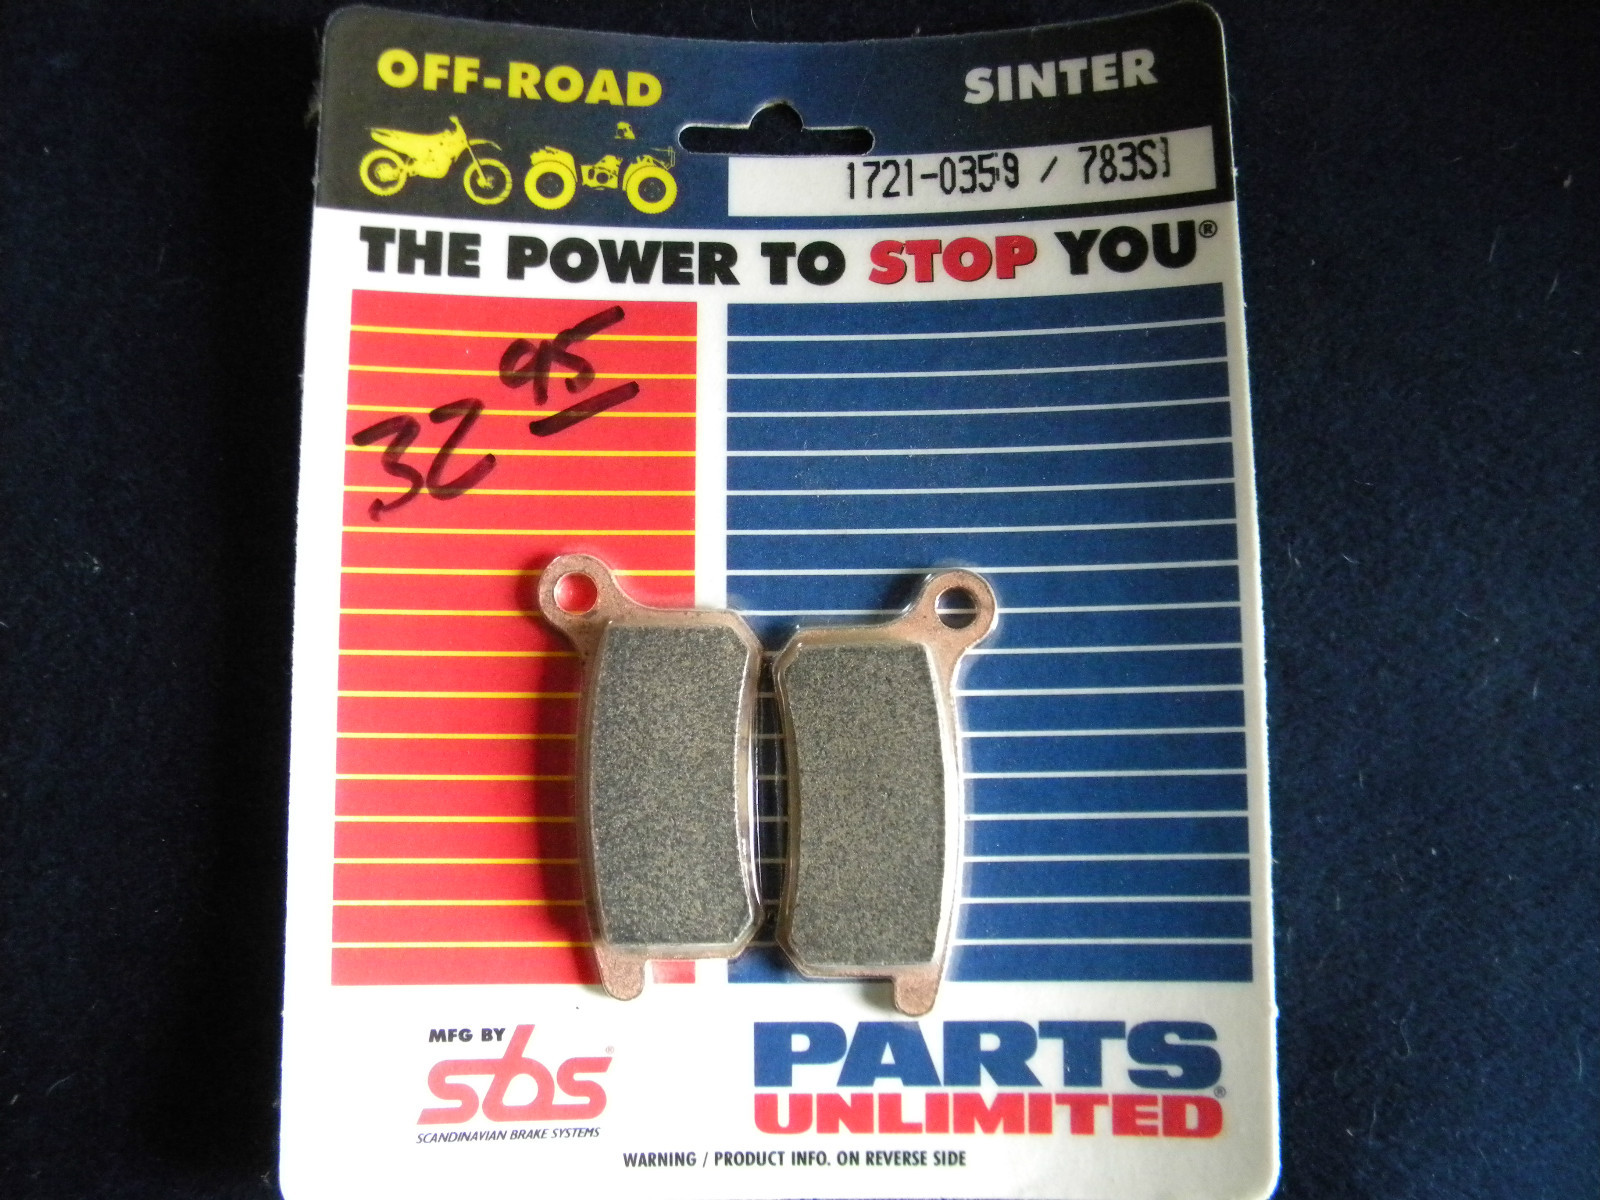 OFF-ROAD
SINTER
1721-0359 / 783SI
THE POWER TO STOP YOU®
32 95
MFG BY
sbs®
SCANDINAVIAN BRAKE SYSTEMS
PARTS
UNLIMITED®
WARNING / PRODUCT INFO. ON REVERSE SIDE